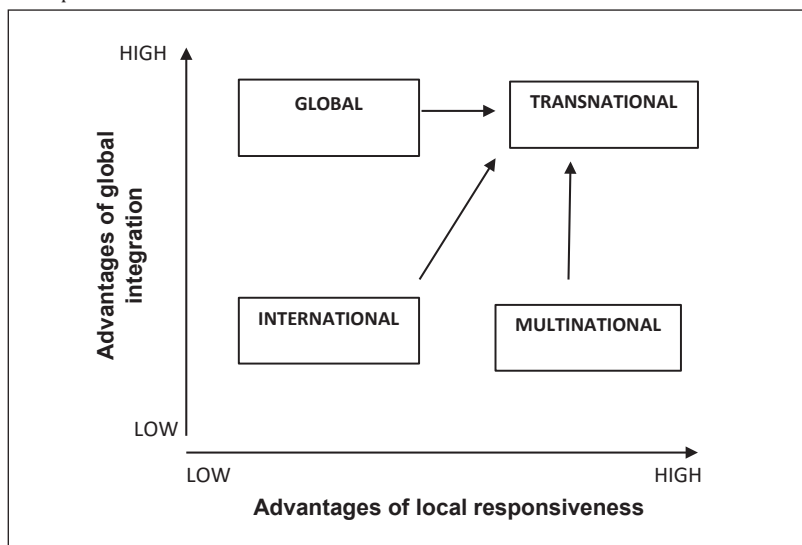 HIGH
GLOBAL
TRANSNATIONAL
Advantages of global
integration
INTERNATIONAL
MULTINATIONAL
LOW
LOW
HIGH
Advantages of local responsiveness